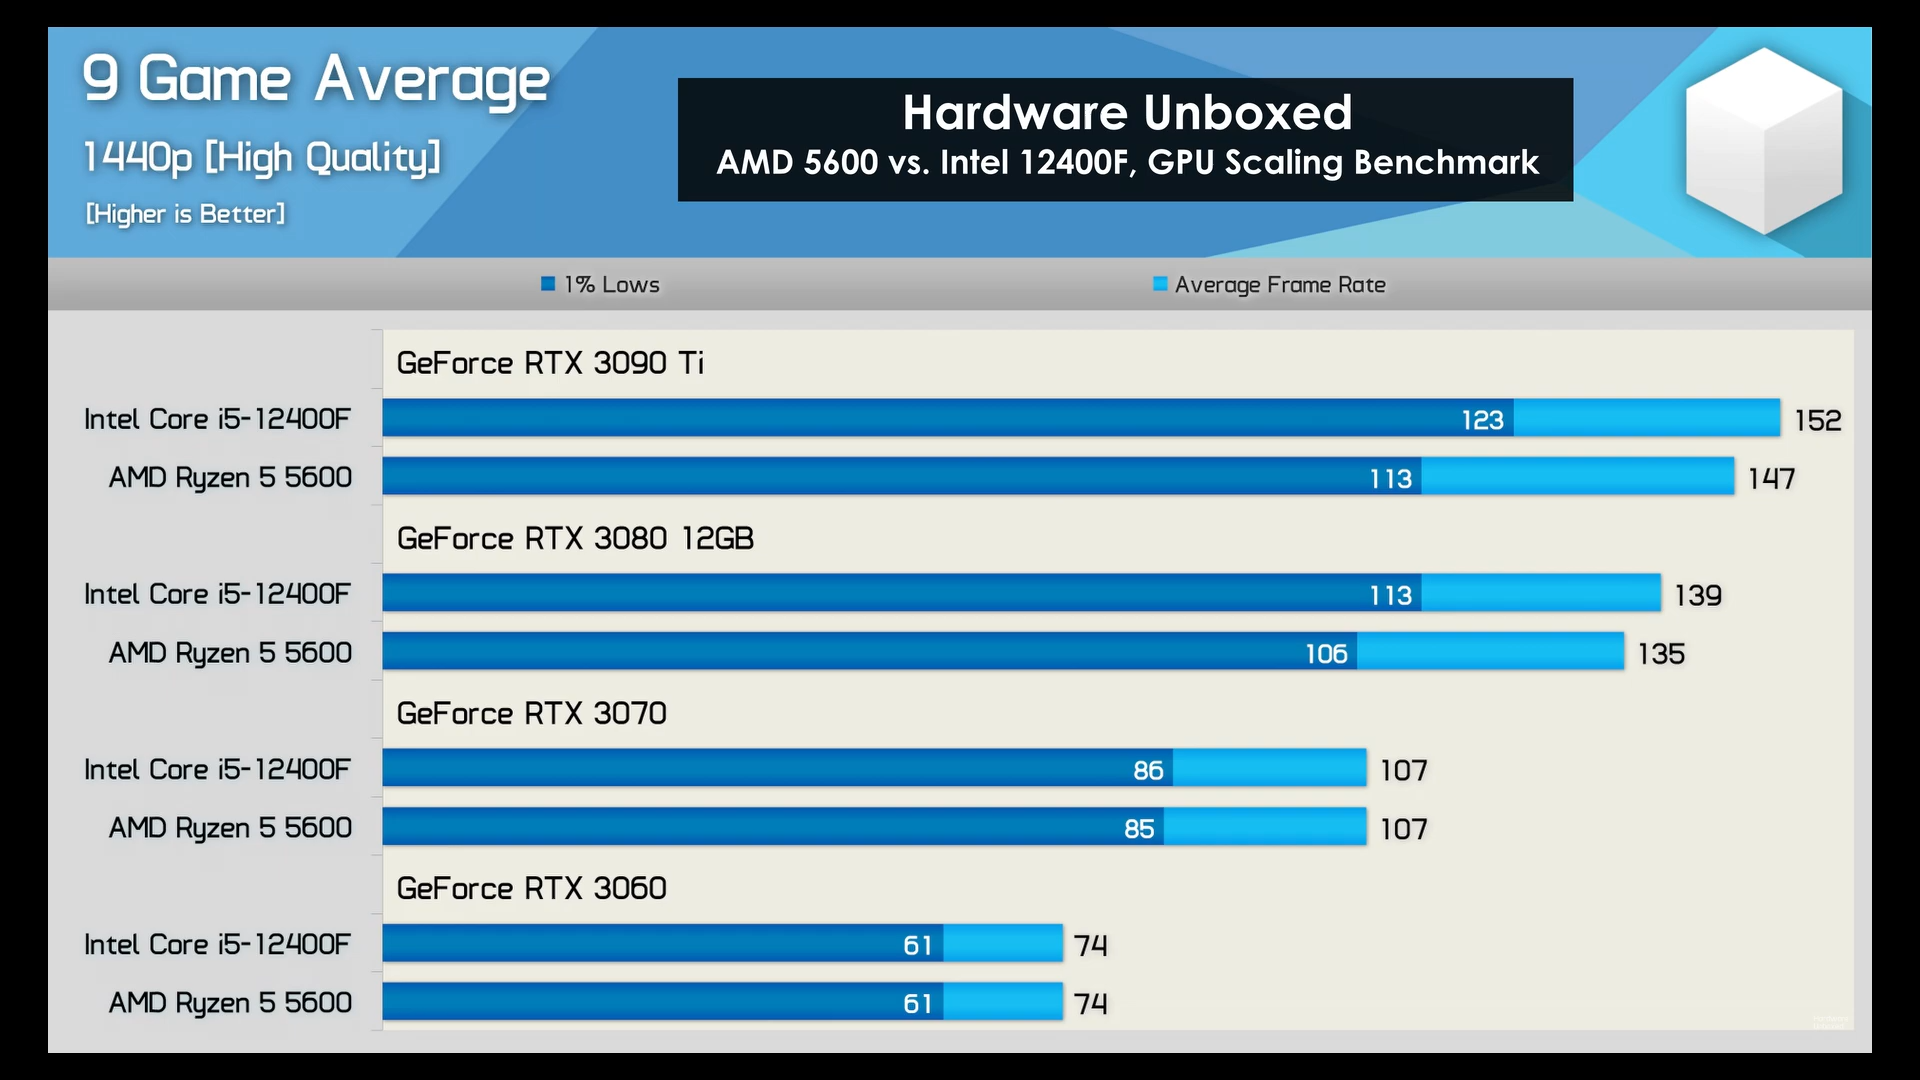 9 Game Average
1440p [High Quality]
[Higher is Better]
Hardware Unboxed
AMD 5600 vs. Intel 12400F, GPU Scaling Benchmark
1% Lows
Average Frame Rate
GeForce RTX 3090 Ti
Intel Core i5-12400F 123 152
AMD Ryzen 5 5600 113 147
GeForce RTX 3080 12GB
Intel Core i5-12400F 113 139
AMD Ryzen 5 5600 106 135
GeForce RTX 3070
Intel Core i5-12400F 86 107
AMD Ryzen 5 5600 85 107
GeForce RTX 3060
Intel Core i5-12400F 61 74
AMD Ryzen 5 5600 61 74